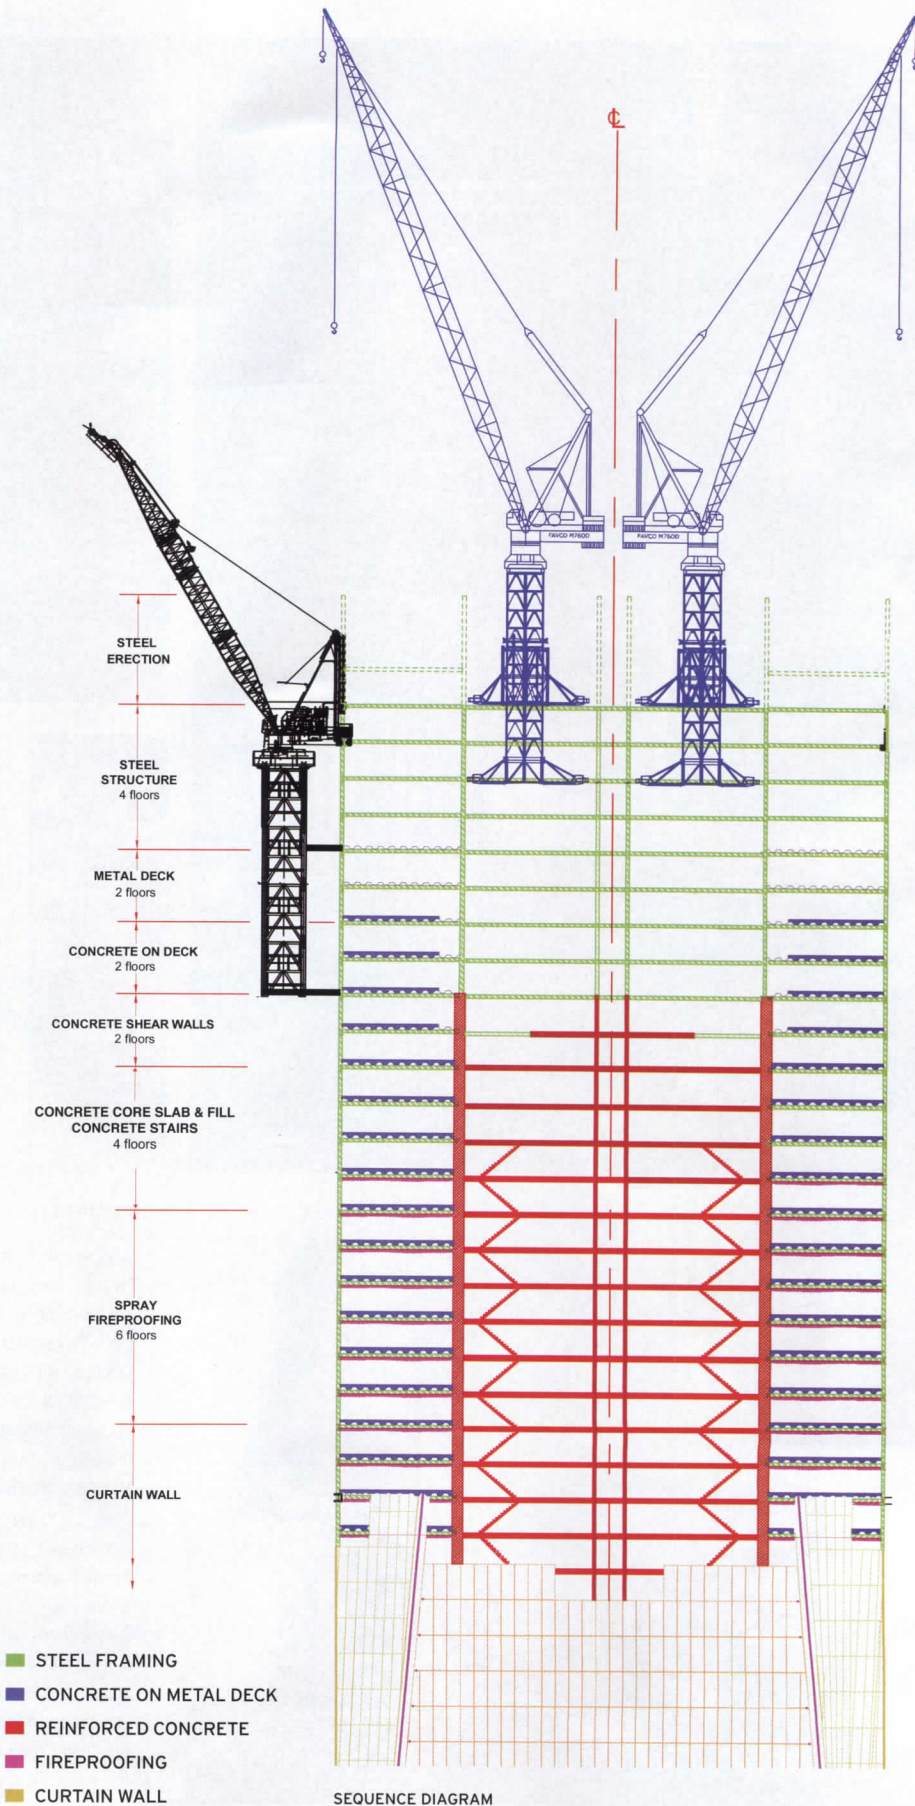 ℄
FAVCO M760D
FAVCO M760D
STEEL
ERECTION
STEEL
STRUCTURE
4 floors
METAL DECK
2 floors
CONCRETE ON DECK
2 floors
CONCRETE SHEAR WALLS
2 floors
CONCRETE CORE SLAB & FILL
CONCRETE STAIRS
4 floors
SPRAY
FIREPROOFING
6 floors
CURTAIN WALL
STEEL FRAMING
CONCRETE ON METAL DECK
REINFORCED CONCRETE
FIREPROOFING
CURTAIN WALL
SEQUENCE DIAGRAM